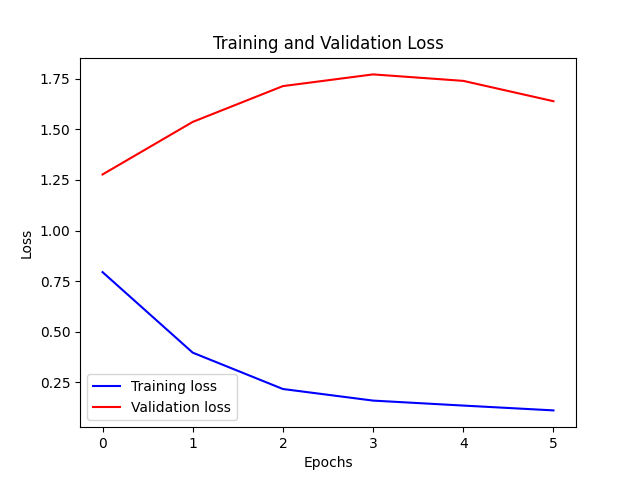 Training and Validation Loss
1.75
1.50
1.25
1.00
0.75
0.50
0.25
Loss
Training loss
Validation loss
0 1 2 3 4 5
Epochs